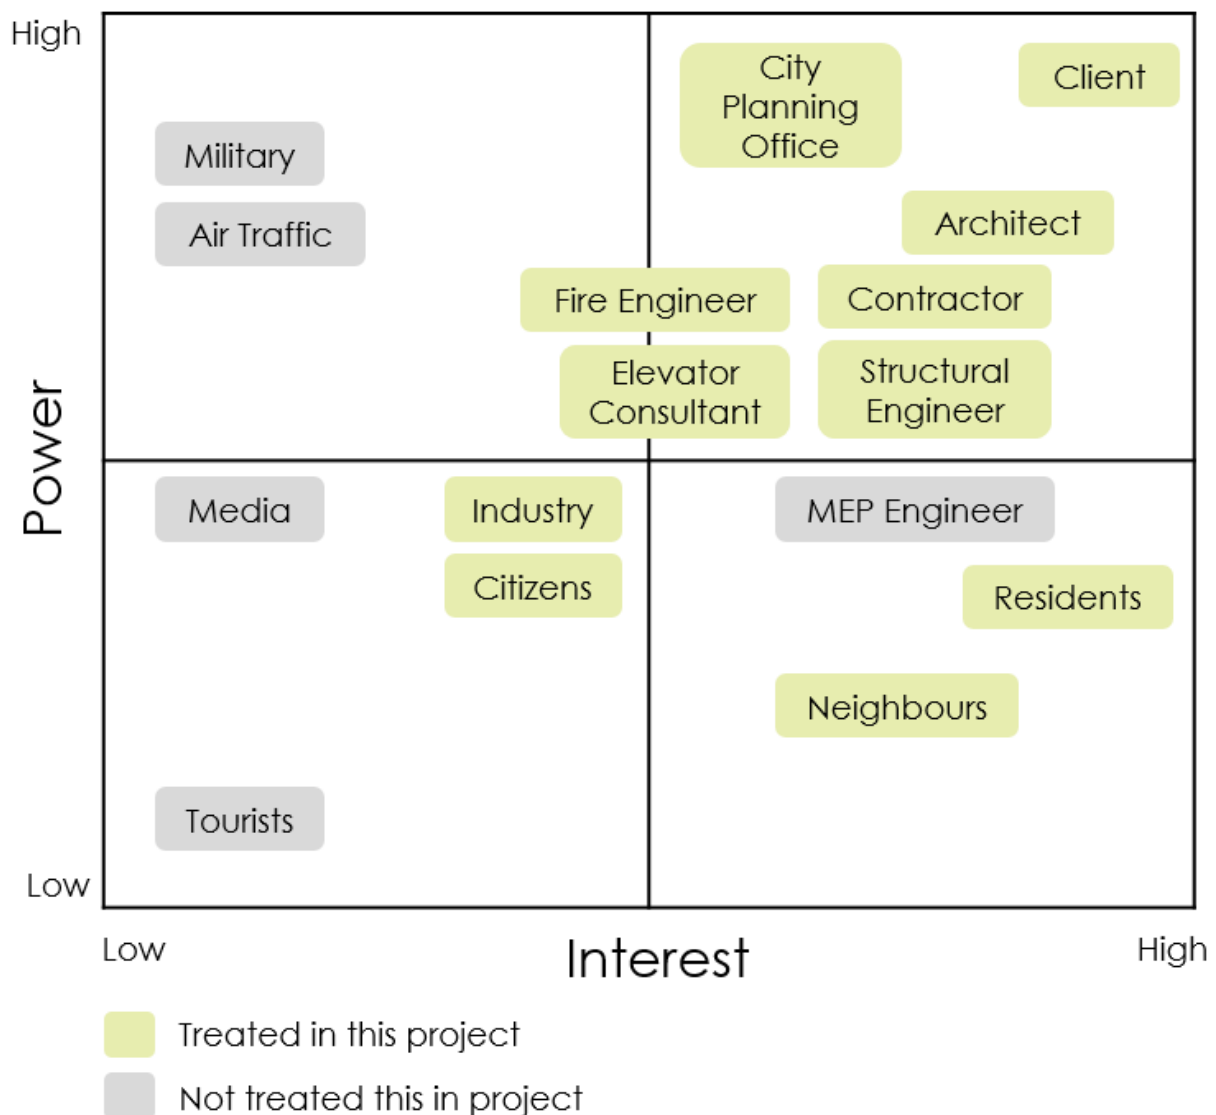 High
City
Planning
Office
Client
Military
Air Traffic
Architect
Fire Engineer
Contractor
Elevator
Consultant
Structural
Engineer
Power
Media
Industry
MEP Engineer
Citizens
Residents
Neighbours
Tourists
Low
Low
Interest
High
Treated in this project
Not treated this in project